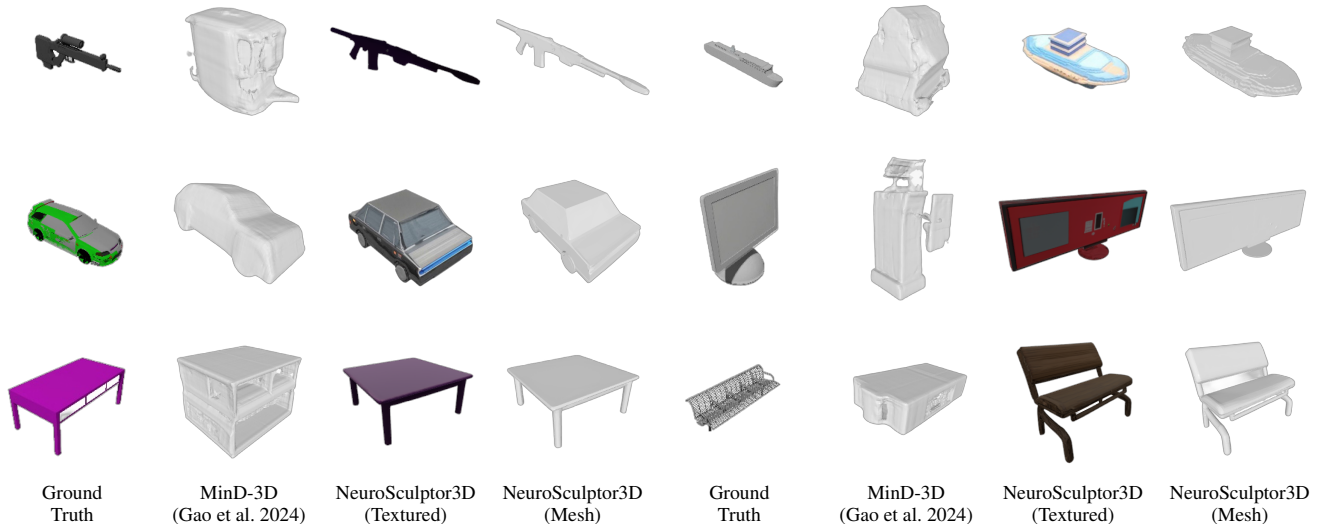 Ground
Truth
MinD-3D
(Gao et al. 2024)
NeuroSculptor3D
(Textured)
NeuroSculptor3D
(Mesh)
Ground
Truth
MinD-3D
(Gao et al. 2024)
NeuroSculptor3D
(Textured)
NeuroSculptor3D
(Mesh)